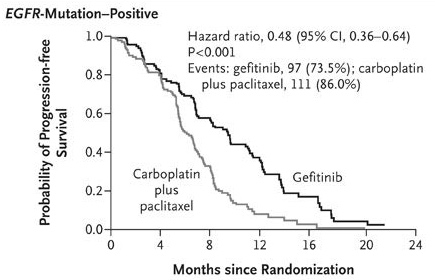 EGFR-Mutation–Positive
Hazard ratio, 0.48 (95% CI, 0.36–0.64)
P<0.001
Events: gefitinib, 97 (73.5%); carboplatin
plus paclitaxel, 111 (86.0%)
Probability of Progression-free
Survival
1.0
0.8
0.6
0.4
0.2
0.0
Carboplatin
plus
paclitaxel
Gefitinib
0 4 8 12 16 20 24
Months since Randomization